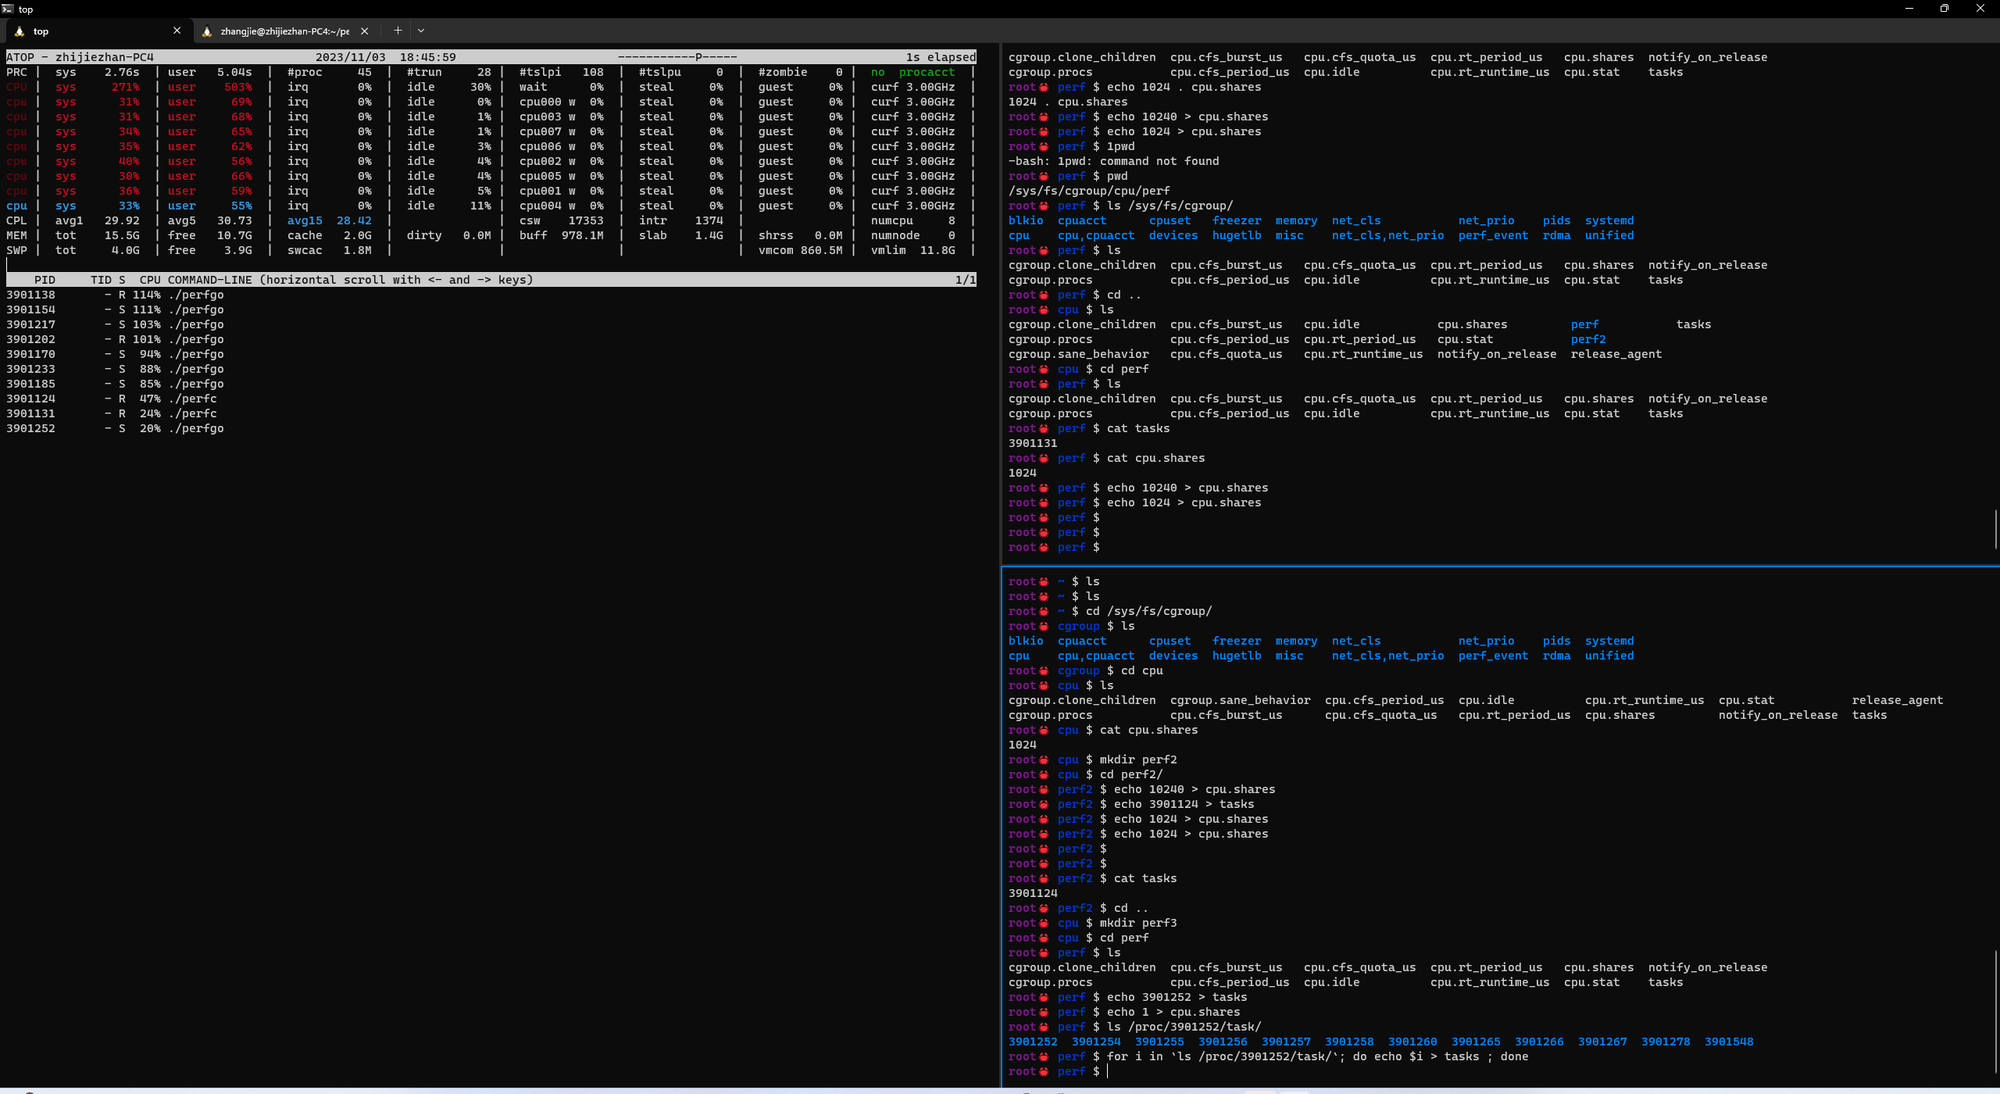 top
top
zhangjie@zhijiezhan-PC4:~/pe
ATOP - zhijiezhan-PC4 2023/11/03 18:45:59 -----------P----- 1s elapsed
PRC | sys 2.76s | user 5.04s | #proc 45 | #trun 28 | #tslpi 108 | #tslpu 0 | #zombie 0 | no procacct |
CPU | sys 271% | user 503% | irq 0% | idle 30% | wait 0% | steal 0% | guest 0% | curf 3.00GHz |
cpu | sys 31% | user 69% | irq 0% | idle 0% | cpu000 w 0% | steal 0% | guest 0% | curf 3.00GHz |
cpu | sys 31% | user 68% | irq 0% | idle 1% | cpu003 w 0% | steal 0% | guest 0% | curf 3.00GHz |
cpu | sys 34% | user 65% | irq 0% | idle 1% | cpu007 w 0% | steal 0% | guest 0% | curf 3.00GHz |
cpu | sys 35% | user 62% | irq 0% | idle 3% | cpu006 w 0% | steal 0% | guest 0% | curf 3.00GHz |
cpu | sys 40% | user 56% | irq 0% | idle 4% | cpu002 w 0% | steal 0% | guest 0% | curf 3.00GHz |
cpu | sys 30% | user 66% | irq 0% | idle 4% | cpu005 w 0% | steal 0% | guest 0% | curf 3.00GHz |
cpu | sys 36% | user 59% | irq 0% | idle 5% | cpu001 w 0% | steal 0% | guest 0% | curf 3.00GHz |
cpu | sys 33% | user 55% | irq 0% | idle 11% | cpu004 w 0% | steal 0% | guest 0% | curf 3.00GHz |
CPL | avg1 29.92 | avg5 30.73 | avg15 28.42 | | csw 17353 | intr 1374 | | numcpu 8 |
MEM | tot 15.5G | free 10.7G | cache 2.0G | dirty 0.0M | buff 978.1M | slab 1.4G | shrss 0.0M | numnode 0 |
SWP | tot 4.0G | free 3.9G | swcac 1.8M | | | | vmcom 860.5M | vmlim 11.8G |
PID TID S CPU COMMAND-LINE (horizontal scroll with <- and -> keys) 1/1
3901138 - R 114% ./perfgo
3901154 - S 111% ./perfgo
3901217 - S 103% ./perfgo
3901202 - R 101% ./perfgo
3901170 - S 94% ./perfgo
3901233 - S 88% ./perfgo
3901185 - S 85% ./perfgo
3901124 - R 47% ./perfc
3901131 - R 24% ./perfc
3901252 - S 20% ./perfgo
cgroup.clone_children cpu.cfs_burst_us cpu.cfs_quota_us cpu.rt_period_us cpu.shares notify_on_release
cgroup.procs cpu.cfs_period_us cpu.idle cpu.rt_runtime_us cpu.stat tasks
root🦀 perf $ echo 1024 . cpu.shares
1024 . cpu.shares
root🦀 perf $ echo 10240 > cpu.shares
root🦀 perf $ echo 1024 > cpu.shares
root🦀 perf $ 1pwd
-bash: 1pwd: command not found
root🦀 perf $ pwd
/sys/fs/cgroup/cpu/perf
root🦀 perf $ ls /sys/fs/cgroup/
blkio cpuacct cpuset freezer memory net_cls net_prio pids systemd
cpu cpu,cpuacct devices hugetlb misc net_cls,net_prio perf_event rdma unified
root🦀 perf $ ls
cgroup.clone_children cpu.cfs_burst_us cpu.cfs_quota_us cpu.rt_period_us cpu.shares notify_on_release
cgroup.procs cpu.cfs_period_us cpu.idle cpu.rt_runtime_us cpu.stat tasks
root🦀 perf $ cd ..
root🦀 cpu $ ls
cgroup.clone_children cpu.cfs_burst_us cpu.idle cpu.shares perf tasks
cgroup.procs cpu.cfs_period_us cpu.rt_period_us cpu.stat perf2
cgroup.sane_behavior cpu.cfs_quota_us cpu.rt_runtime_us notify_on_release release_agent
root🦀 cpu $ cd perf
root🦀 perf $ ls
cgroup.clone_children cpu.cfs_burst_us cpu.cfs_quota_us cpu.rt_period_us cpu.shares notify_on_release
cgroup.procs cpu.cfs_period_us cpu.idle cpu.rt_runtime_us cpu.stat tasks
root🦀 perf $ cat tasks
3901131
root🦀 perf $ cat cpu.shares
1024
root🦀 perf $ echo 10240 > cpu.shares
root🦀 perf $ echo 1024 > cpu.shares
root🦀 perf $
root🦀 perf $
root🦀 perf $
root🦀 ~ $ ls
root🦀 ~ $ ls
root🦀 ~ $ cd /sys/fs/cgroup/
root🦀 cgroup $ ls
blkio cpuacct cpuset freezer memory net_cls net_prio pids systemd
cpu cpu,cpuacct devices hugetlb misc net_cls,net_prio perf_event rdma unified
root🦀 cgroup $ cd cpu
root🦀 cpu $ ls
cgroup.clone_children cgroup.sane_behavior cpu.cfs_period_us cpu.idle cpu.rt_runtime_us cpu.stat release_agent
cgroup.procs cpu.cfs_burst_us cpu.cfs_quota_us cpu.rt_period_us cpu.shares notify_on_release tasks
root🦀 cpu $ cat cpu.shares
1024
root🦀 cpu $ mkdir perf2
root🦀 cpu $ cd perf2/
root🦀 perf2 $ echo 10240 > cpu.shares
root🦀 perf2 $ echo 3901124 > tasks
root🦀 perf2 $ echo 1024 > cpu.shares
root🦀 perf2 $ echo 1024 > cpu.shares
root🦀 perf2 $
root🦀 perf2 $
root🦀 perf2 $ cat tasks
3901124
root🦀 perf2 $ cd ..
root🦀 cpu $ mkdir perf3
root🦀 cpu $ cd perf
root🦀 perf $ ls
cgroup.clone_children cpu.cfs_burst_us cpu.cfs_quota_us cpu.rt_period_us cpu.shares notify_on_release
cgroup.procs cpu.cfs_period_us cpu.idle cpu.rt_runtime_us cpu.stat tasks
root🦀 perf $ echo 3901252 > tasks
root🦀 perf $ echo 1 > cpu.shares
root🦀 perf $ ls /proc/3901252/task/
3901252 3901254 3901255 3901256 3901257 3901258 3901260 3901265 3901266 3901267 3901278 3901548
root🦀 perf $ for i in `ls /proc/3901252/task/`; do echo $i > tasks ; done
root🦀 perf $